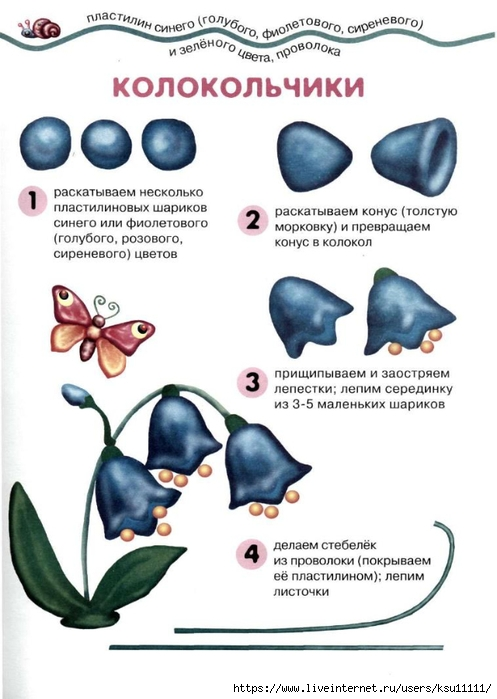 пластилин синего (голубого, фиолетового, сиреневого)
и зелёного цвета, проволока
КОЛОКОЛЬЧИКИ
1
раскатываем несколько
пластилиновых шариков
синего или фиолетового
(голубого, розового,
сиреневого) цветов
2
раскатываем конус (толстую
морковку) и превращаем
конус в колокол
3
прищипываем и заостряем
лепестки; лепим серединку
из 3-5 маленьких шариков
4
делаем стебелёк
из проволоки (покрываем
её пластилином); лепим
листочки
https://www.liveinternet.ru/users/ksu11111/